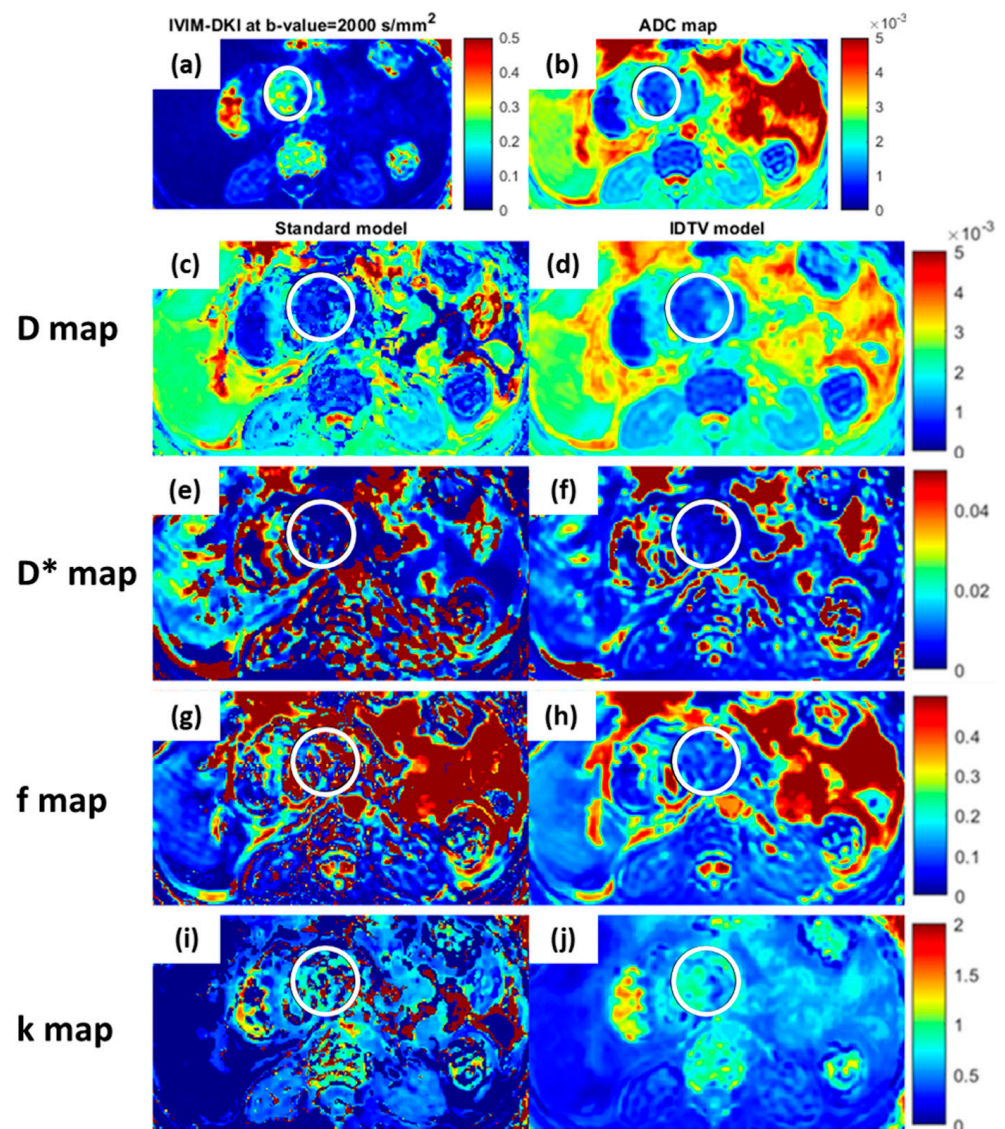 IVIM-DKI at b-value=2000 s/mm²
ADC map
×10⁻³
(a)
0.5
0.4
0.3
0.2
0.1
0
(b)
5
4
3
2
1
0
Standard model
IDTV model
×10⁻³
D map
(c)
(d)
5
4
3
2
1
0
D* map
(e)
(f)
0.04
0.02
0
f map
(g)
(h)
0.4
0.3
0.2
0.1
0
k map
(i)
(j)
2
1.5
1
0.5
0